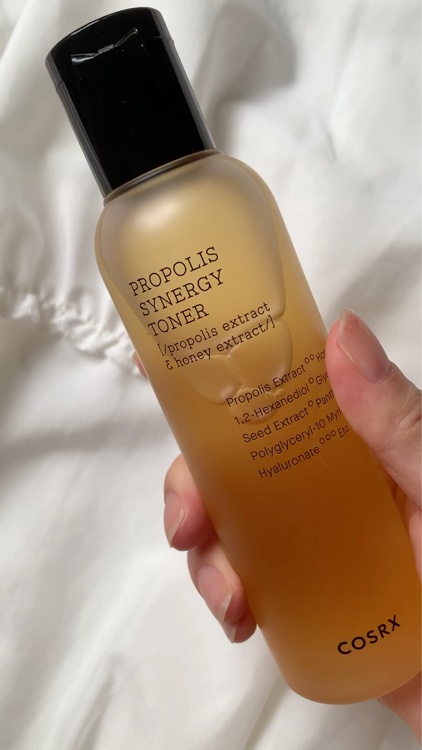 PROPOLIS
SYNERGY
TONER
[/propolis extract
& honey extract/]
Propolis Extract°°
1,2-Hexanediol°
Seed Extract°
Polyglyceryl-10
Hyaluronate °°°
COSRX